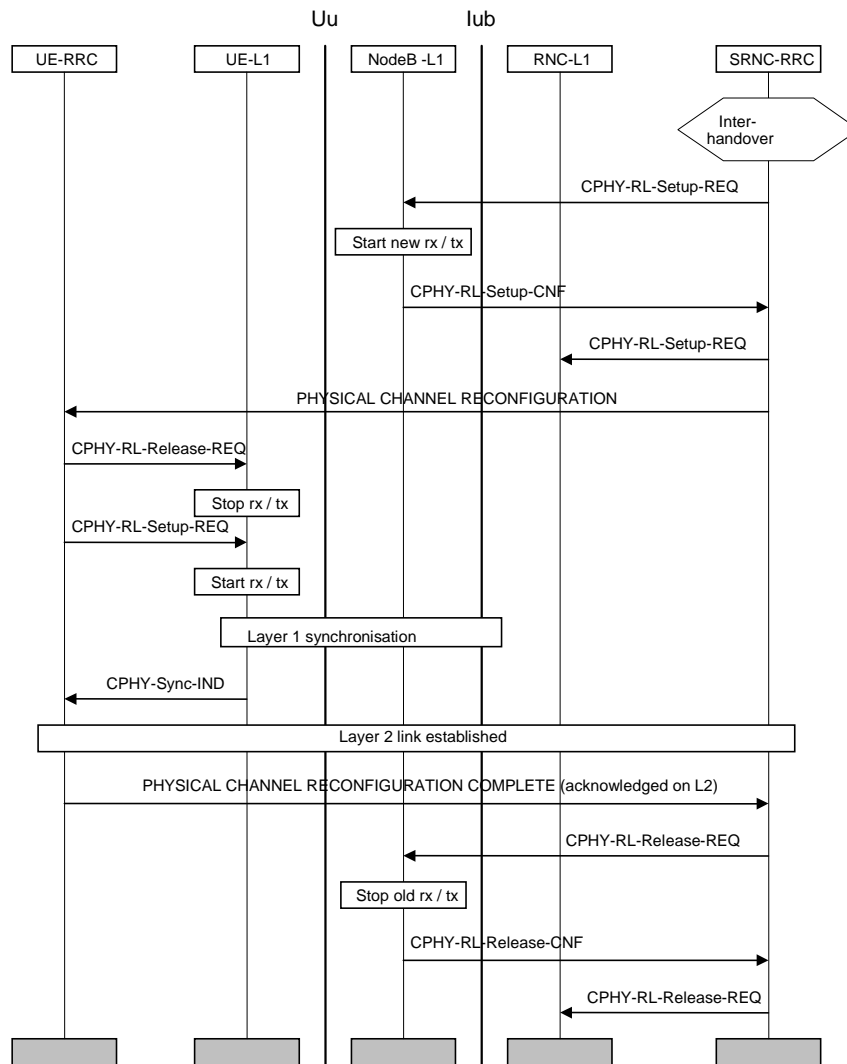 Uu
Iub
UE-RRC
UE-L1
NodeB -L1
RNC-L1
SRNC-RRC
Inter-
handover
CPHY-RL-Setup-REQ
Start new rx / tx
CPHY-RL-Setup-CNF
CPHY-RL-Setup-REQ
PHYSICAL CHANNEL RECONFIGURATION
CPHY-RL-Release-REQ
Stop rx / tx
CPHY-RL-Setup-REQ
Start rx / tx
Layer 1 synchronisation
CPHY-Sync-IND
Layer 2 link established
PHYSICAL CHANNEL RECONFIGURATION COMPLETE (acknowledged on L2)
CPHY-RL-Release-REQ
Stop old rx / tx
CPHY-RL-Release-CNF
CPHY-RL-Release-REQ